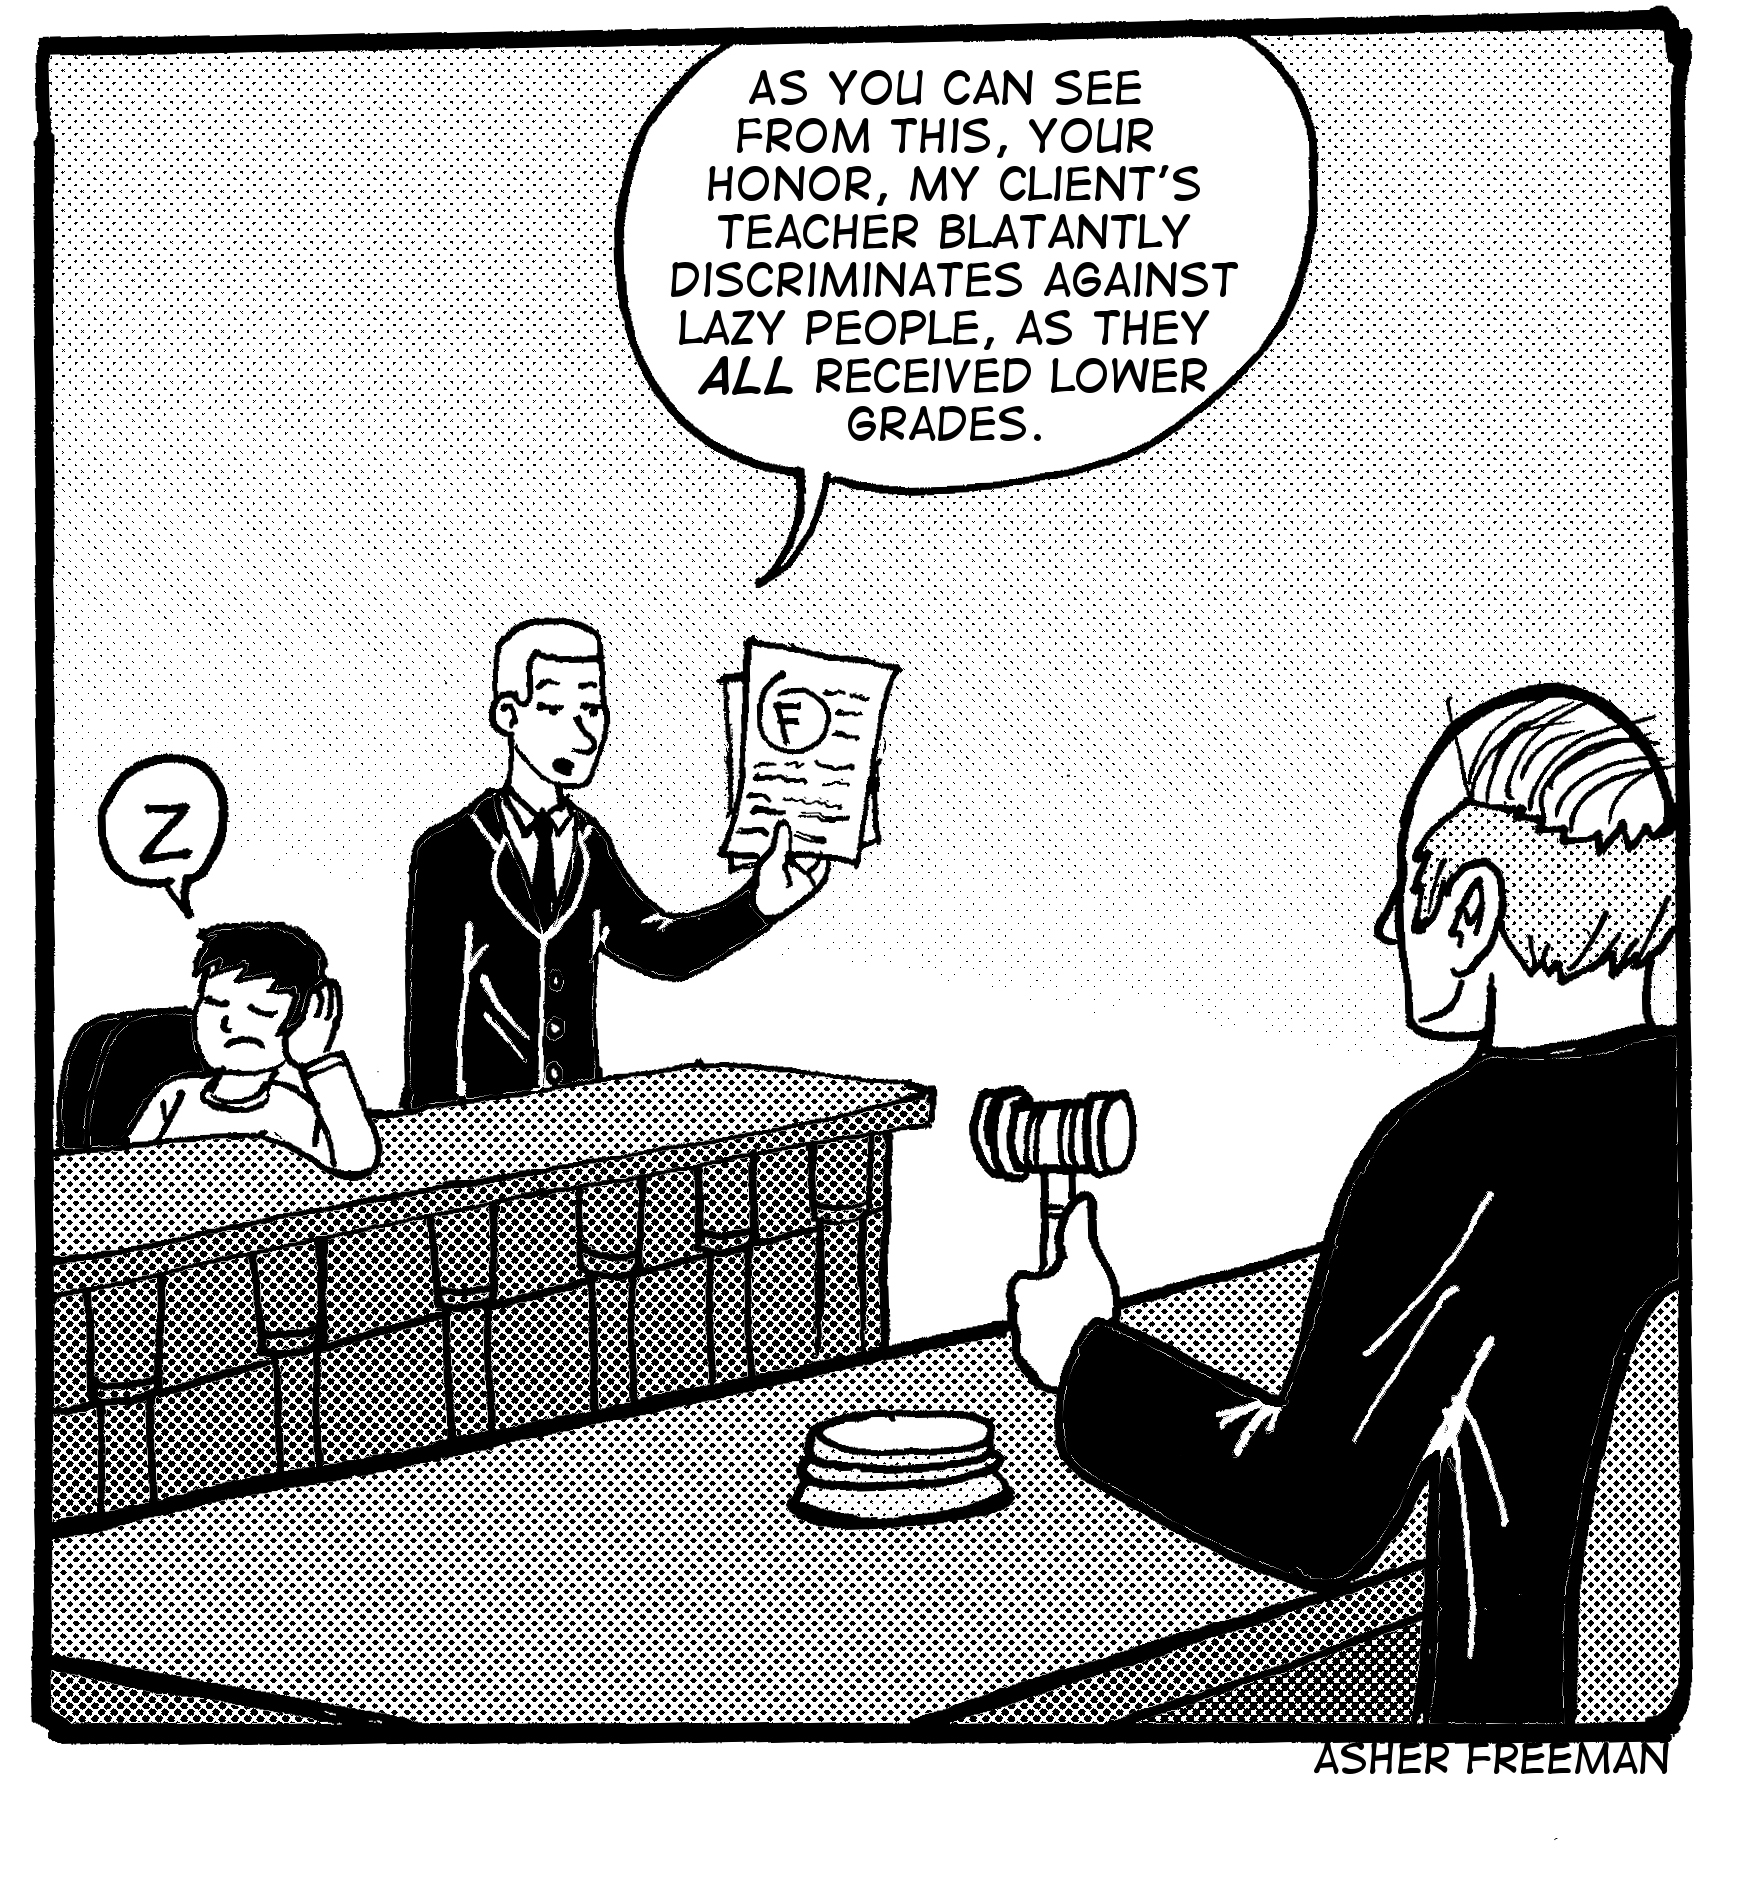 AS YOU CAN SEE
FROM THIS, YOUR
HONOR, MY CLIENT'S
TEACHER BLATANTLY
DISCRIMINATES AGAINST
LAZY PEOPLE, AS THEY
ALL RECEIVED LOWER
GRADES.
F
Z
ASHER FREEMAN